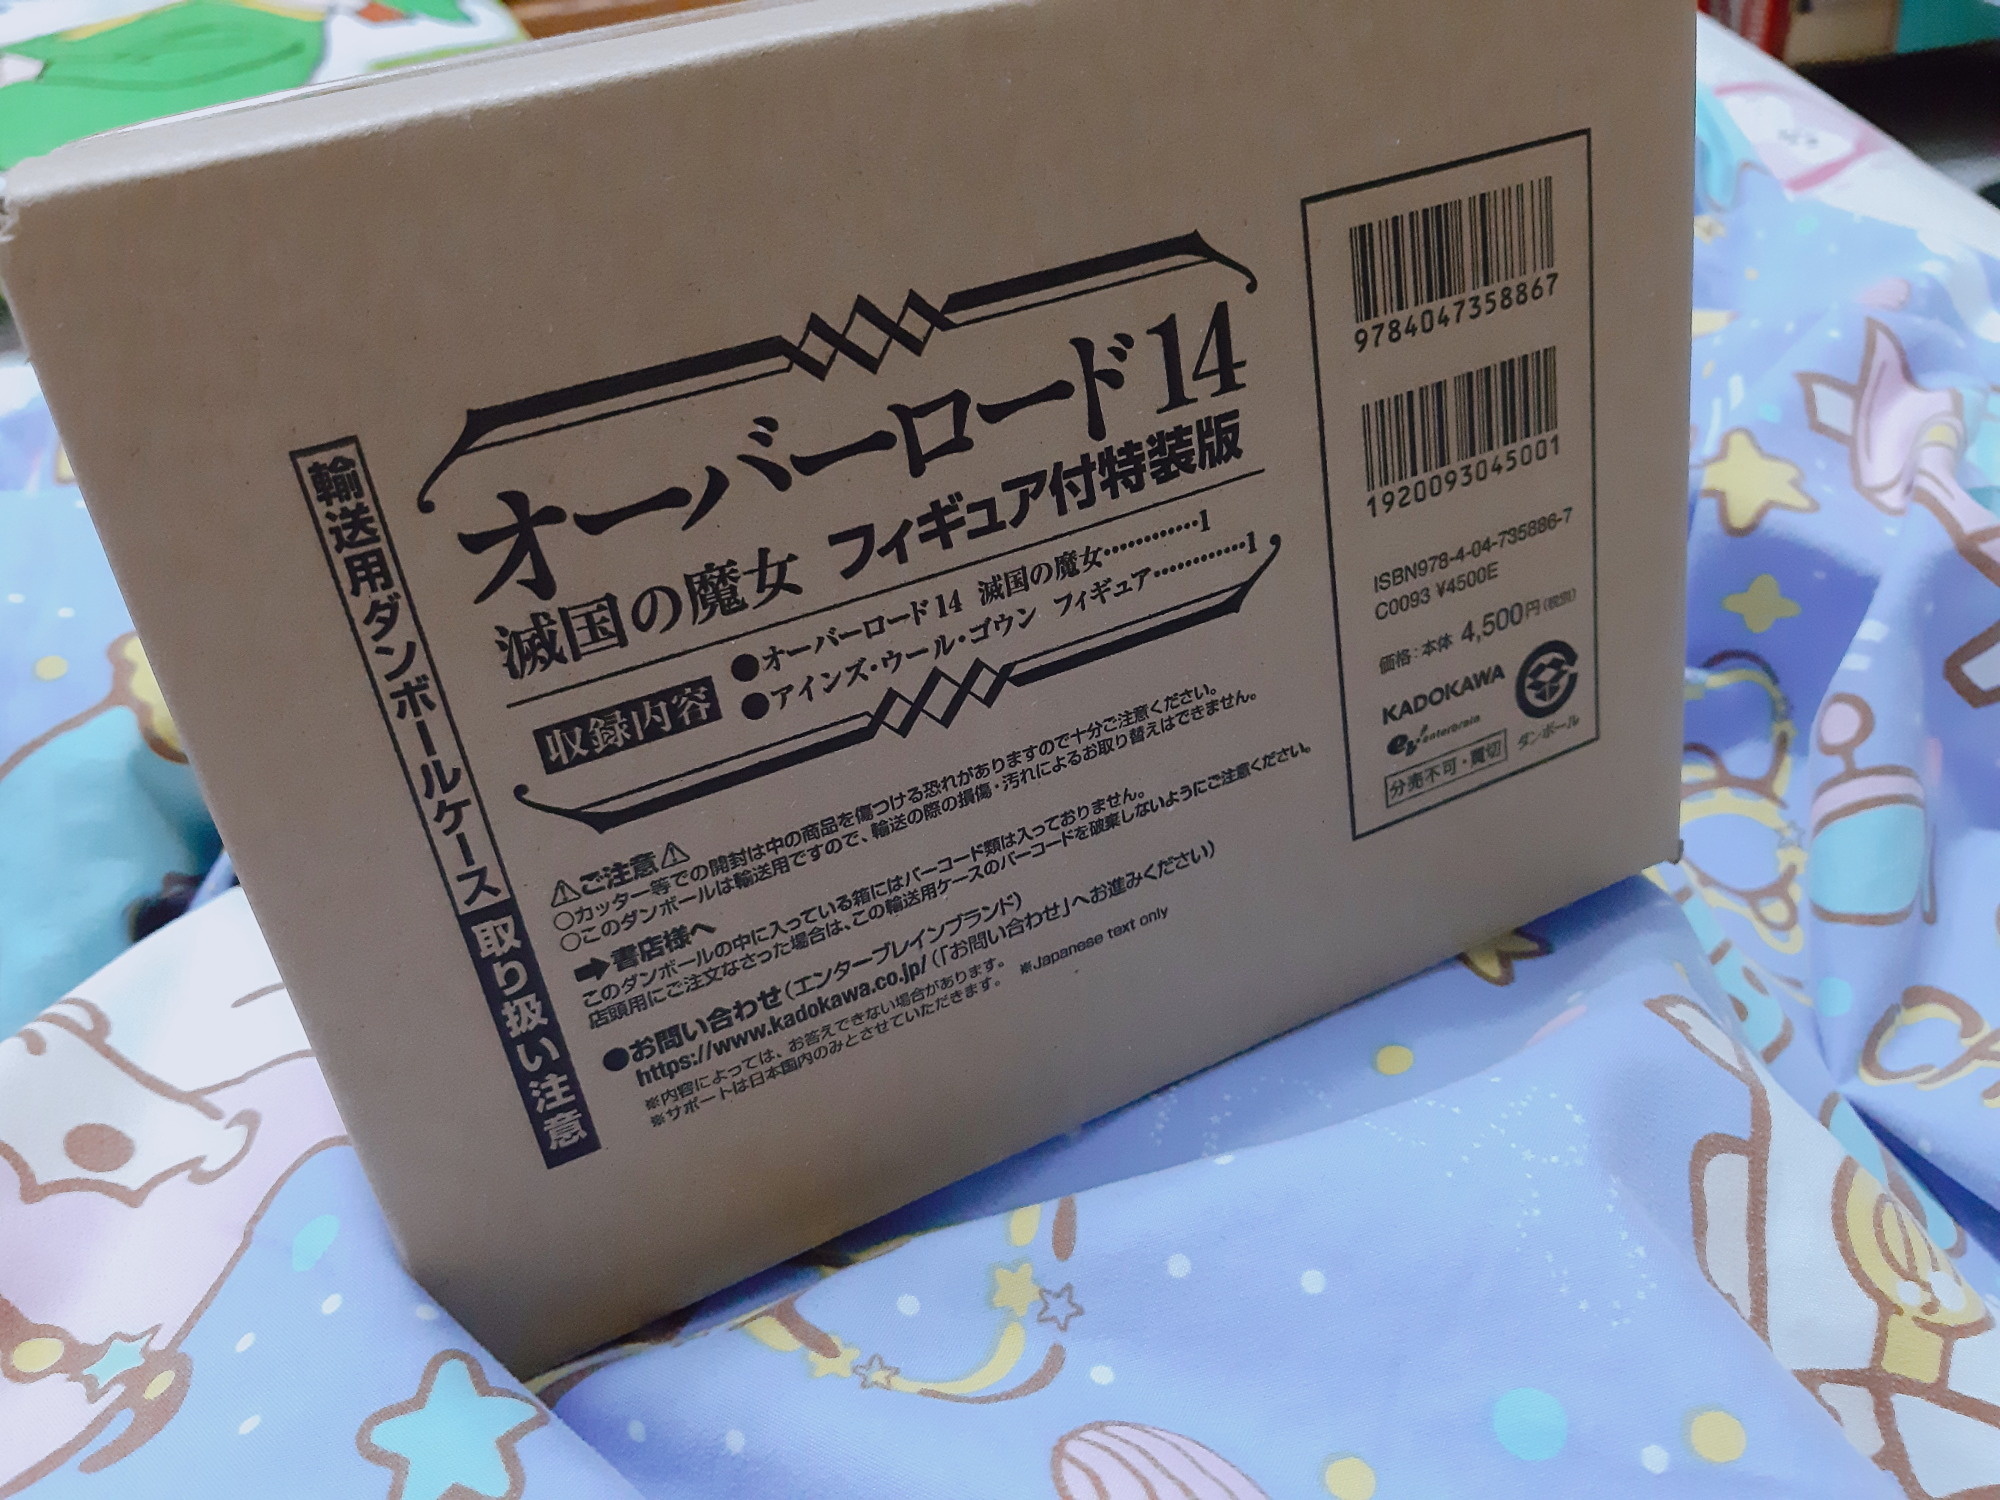 輸送用ダンボールケース 取り扱い注意
オーバーロード14
滅国の魔女 フィギュア付特装版
収録内容
●オーバーロード14 滅国の魔女…………1
●アインズ・ウール・ゴウン フィギュア…………1
⚠ご注意⚠
○カッター等での開封は中の商品を傷つける恐れがありますので十分ご注意ください。
○このダンボールは輸送用ですので、輸送の際の損傷・汚れによるお取り替えはできません。
➡書店様へ
このダンボールの中に入っている箱にはバーコード類は入っておりません。
店頭用にご注文なさった場合は、この輸送用ケースのバーコードを破棄しないようにご注意ください。
●お問い合わせ(エンターブレインブランド)
https://www.kadokawa.co.jp/(「お問い合わせ」へお進みください)
※内容によっては、お答えできない場合があります。
※サポートは日本国内のみとさせていただきます。 ※Japanese text only
9784047358867
1920093045001
ISBN978-4-04-735886-7
C0093 ¥4500E
価格:本体 4,500円(税別)
KADOKAWA
enterbrain
ダンボール
分売不可・買切